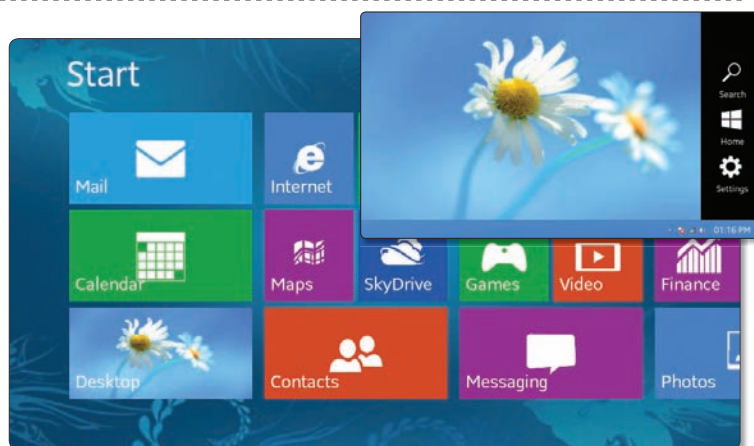 Start
Search
Home
Settings
01:16 PM
Mail
Internet
Calendar
Maps
SkyDrive
Games
Video
Finance
Desktop
Contacts
Messaging
Photos